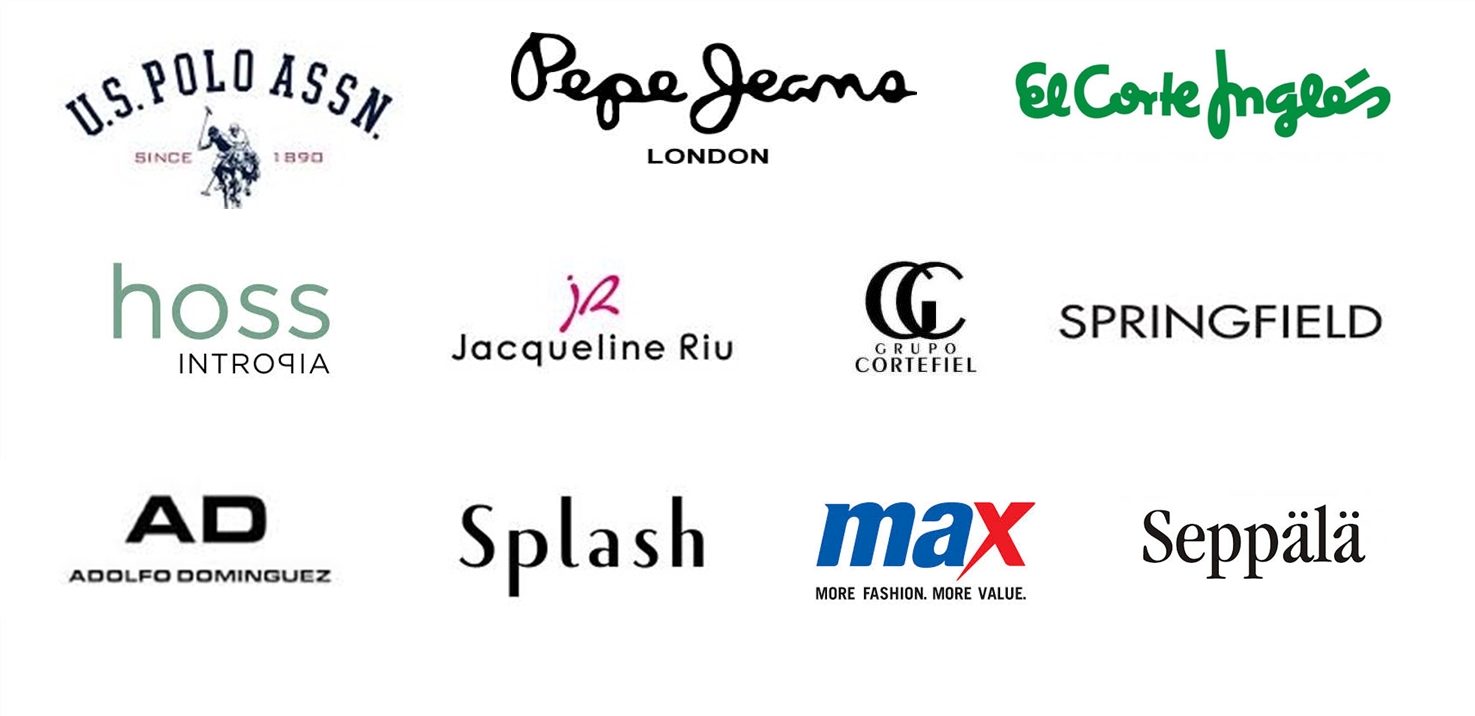 U.S. POLO ASSN.
SINCE 1890
Pepe Jeans
LONDON
El Corte Inglés
hoss
INTROPIA
jR
Jacqueline Riu
GC
GRUPO
CORTEFIEL
SPRINGFIELD
AD
ADOLFO DOMINGUEZ
Splash
max
MORE FASHION. MORE VALUE.
Seppälä